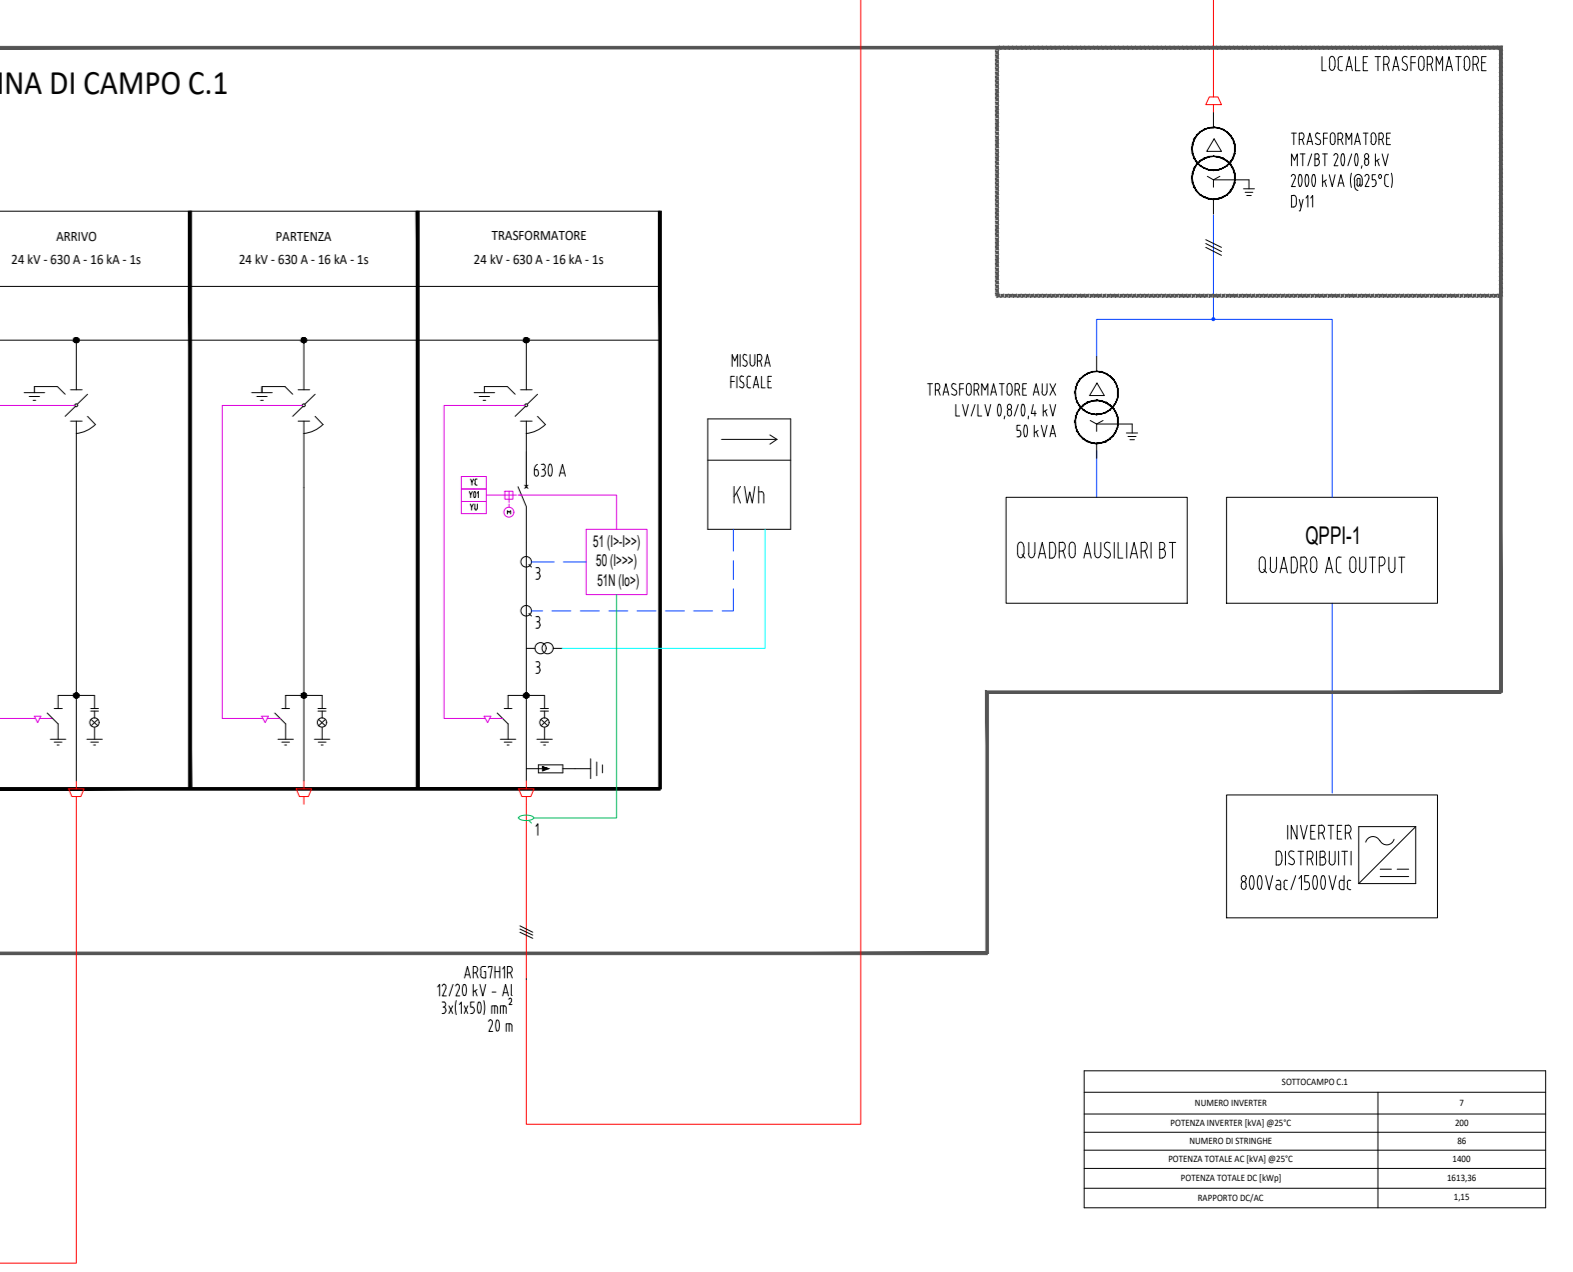 INA DI CAMPO C.1
LOCALE TRASFORMATORE
TRASFORMATORE
MT/BT 20/0,8 kV
2000 kVA (@25°C)
Dy11
ARRIVO
24 kV - 630 A - 16 kA - 1s
PARTENZA
24 kV - 630 A - 16 kA - 1s
TRASFORMATORE
24 kV - 630 A - 16 kA - 1s
MISURA
FISCALE
KWh
630 A
YC
Y01
YU
M
51 (I>-I>>)
50 (I>>>)
51N (Io>)
3
3
3
1
TRASFORMATORE AUX
LV/LV 0,8/0,4 kV
50 kVA
QUADRO AUSILIARI BT
QPPI-1
QUADRO AC OUTPUT
INVERTER
DISTRIBUITI
800Vac/1500Vdc
ARG7H1R
12/20 kV - Al
3x(1x50) mm²
20 m
SOTTOCAMPO C.1
NUMERO INVERTER 7
POTENZA INVERTER [kVA] @25°C 200
NUMERO DI STRINGHE 86
POTENZA TOTALE AC [kVA] @25°C 1400
POTENZA TOTALE DC [kWp] 1613,36
RAPPORTO DC/AC 1,15